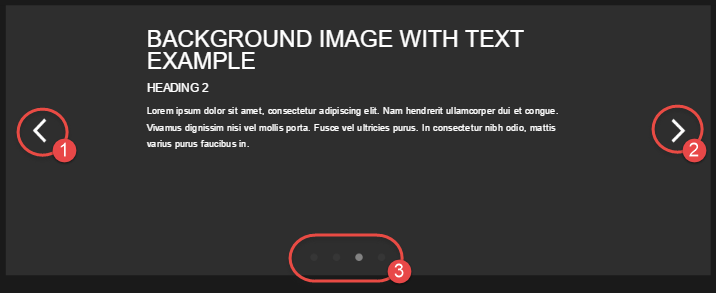 BACKGROUND IMAGE WITH TEXT
EXAMPLE
HEADING 2
Lorem ipsum dolor sit amet, consectetur adipiscing elit. Nam hendrerit ullamcorper dui et congue.
Vivamus dignissim nisi vel mollis porta. Fusce vel ultricies purus. In consectetur nibh odio, mattis
varius purus faucibus in.
1
2
3